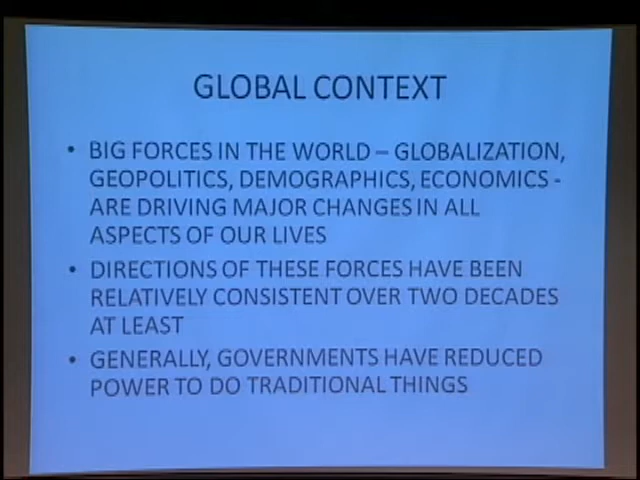 GLOBAL CONTEXT
• BIG FORCES IN THE WORLD – GLOBALIZATION,
GEOPOLITICS, DEMOGRAPHICS, ECONOMICS -
ARE DRIVING MAJOR CHANGES IN ALL
ASPECTS OF OUR LIVES
• DIRECTIONS OF THESE FORCES HAVE BEEN
RELATIVELY CONSISTENT OVER TWO DECADES
AT LEAST
• GENERALLY, GOVERNMENTS HAVE REDUCED
POWER TO DO TRADITIONAL THINGS